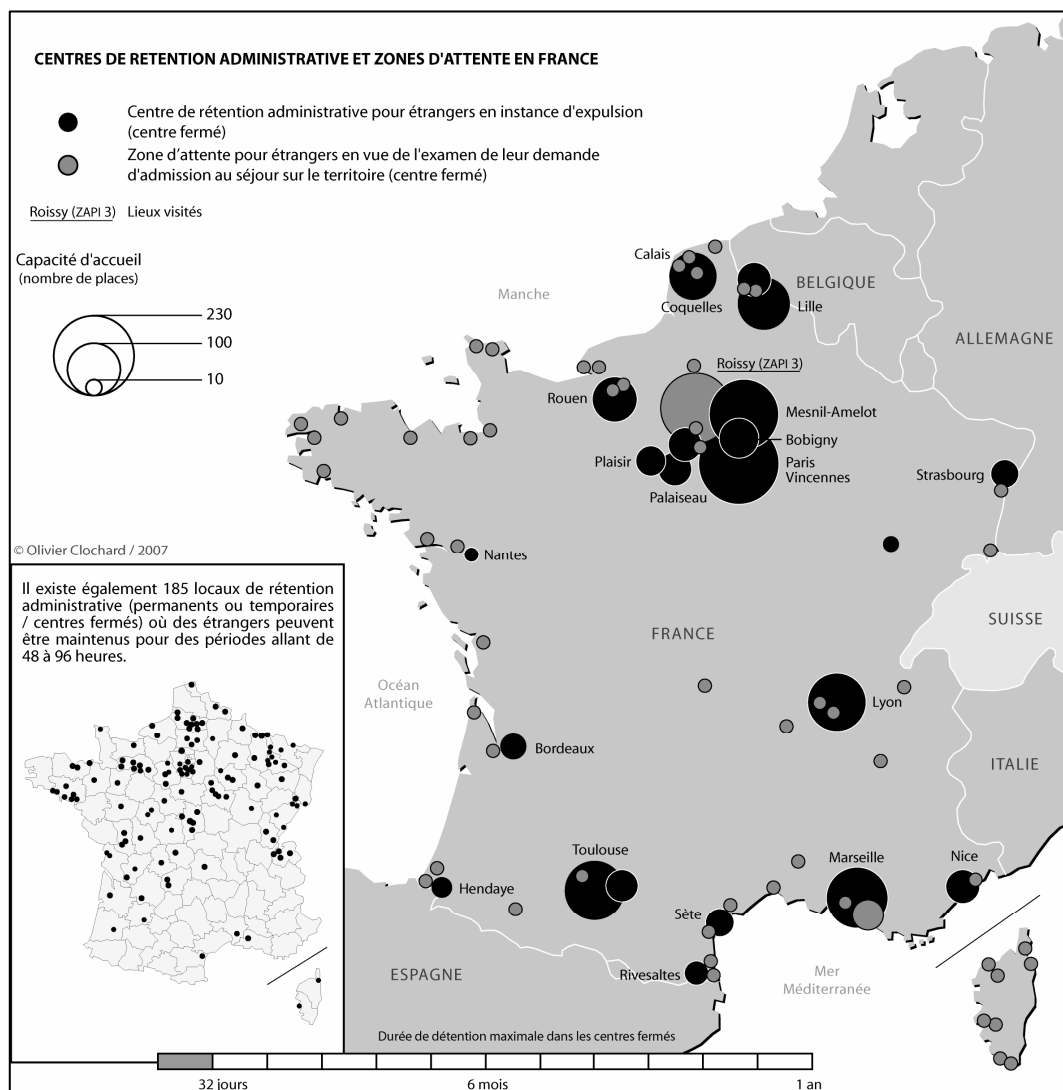 CENTRES DE RETENTION ADMINISTRATIVE ET ZONES D'ATTENTE EN FRANCE
Centre de rétention administrative pour étrangers en instance d'expulsion
(centre fermé)
Zone d'attente pour étrangers en vue de l'examen de leur demande
d'admission au séjour sur le territoire (centre fermé)
Roissy (ZAPI 3) Lieux visités
Capacité d'accueil
(nombre de places)
230
100
10
Manche
Calais
Coquelles
BELGIQUE
Lille
ALLEMAGNE
Roissy (ZAPI 3)
Rouen
Mesnil-Amelot
Bobigny
Plaisir
Paris
Vincennes
Palaiseau
Strasbourg
Nantes
© Olivier Clochard / 2007
Il existe également 185 locaux de rétention
administrative (permanents ou temporaires
/ centres fermés) où des étrangers peuvent
être maintenus pour des périodes allant de
48 à 96 heures.
FRANCE
SUISSE
Océan
Atlantique
Lyon
Bordeaux
ITALIE
Toulouse
Marseille
Nice
Hendaye
Sète
Rivesaltes
ESPAGNE
Mer
Méditerranée
Durée de détention maximale dans les centres fermés
32 jours
6 mois
1 an